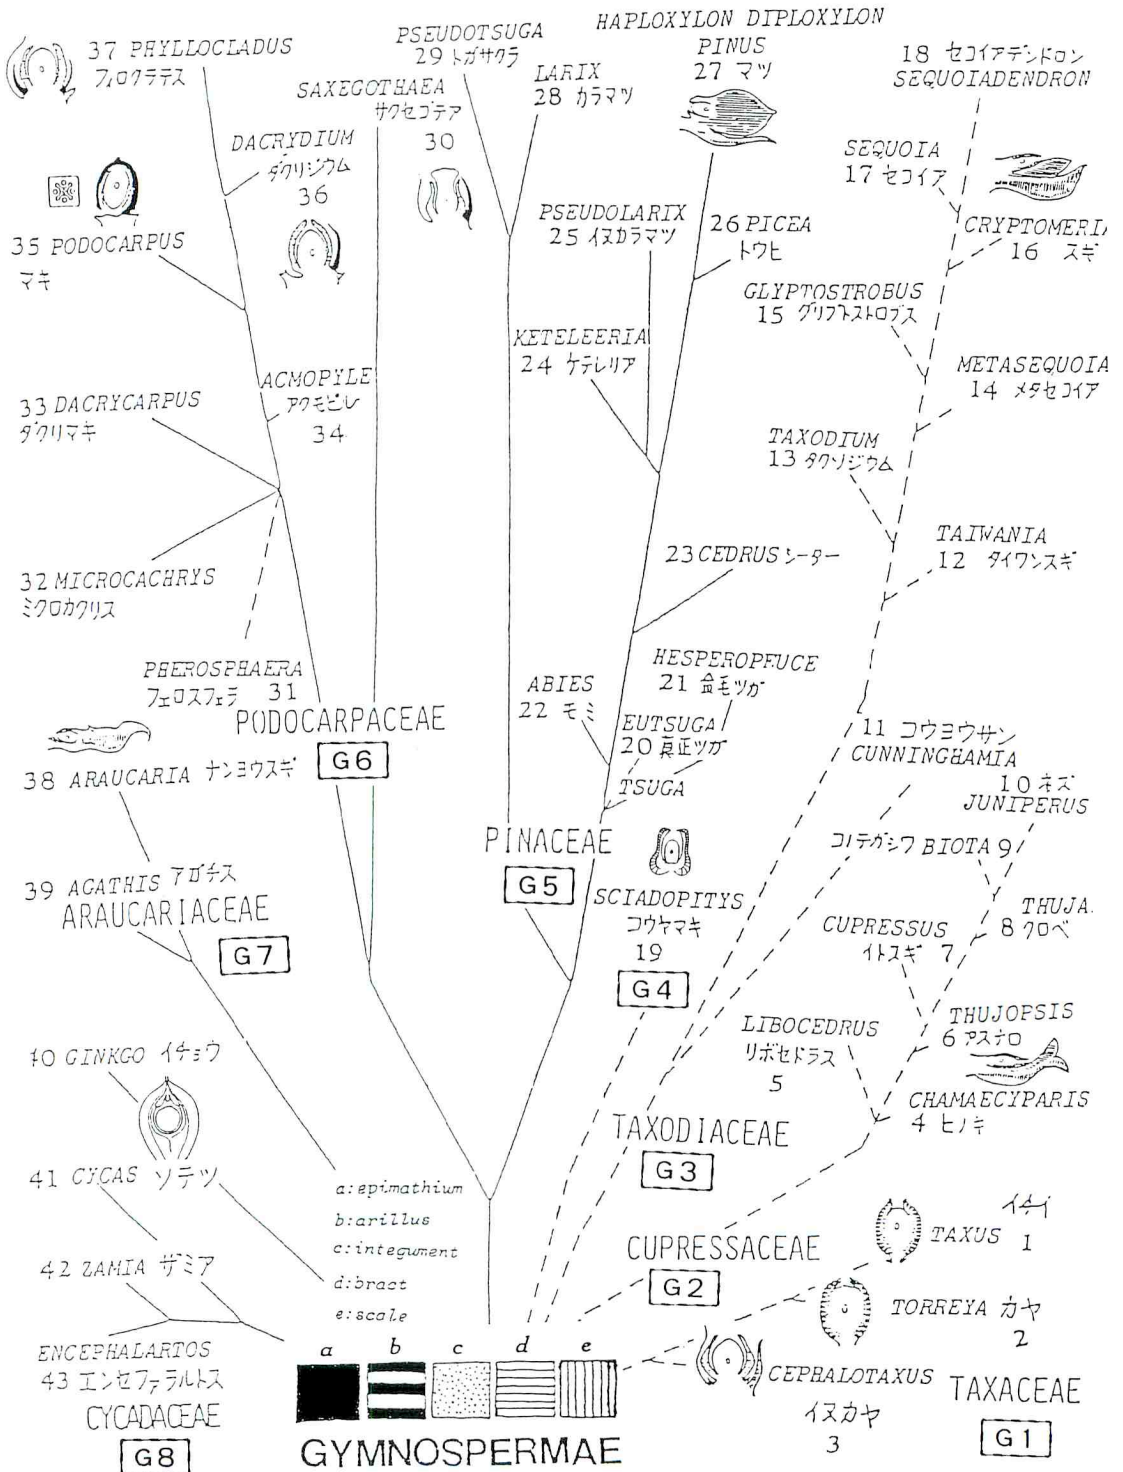 HAPLOXYLON DIPLOXYLON
37 PHYLLOCLADUS
フィロクラデス
PSEUDOTSUGA
29 トガサクラ
PINUS
27 マツ
18 セコイアデンドロン
SEQUOIADENDRON
SAXEGOTHAEA
サクセゴテア
30
LARIX
28 カラマツ
DACRYDIUM
ダクリジウム
36
SEQUOIA
17 セコイア
35 PODOCARPUS
マキ
PSEUDOLARIX
25 イヌカラマツ
26 PICEA
トウヒ
CRYPTOMERIA
16 スギ
GLYPTOSTROBUS
15 グリプトストロブス
KETELEERIA
24 ケテレリア
METASEQUOIA
14 メタセコイア
33 DACRYCARPUS
ダクリマキ
ACMOPYLE
アクモピレ
34
TAXODIUM
13 タクソジウム
23 CEDRUS シーター
TAIWANIA
12 タイワンスギ
32 MICROCACHRYS
ミクロカクリス
PHEROSPHAERA
フェロスフェラ 31
HESPEROPEUCE
21 金毛ツガ
ABIES
22 モミ
EUTSUGA
20 真正ツガ
TSUGA
PODOCARPACEAE
G6
11 コウヨウサン
CUNNINGHAMIA
38 ARAUCARIA ナンヨウスギ
10 ネズ
JUNIPERUS
PINACEAE
G5
コノテガシワ BIOTA 9
39 AGATHIS アガチス
ARAUCARIACEAE
G7
SCIADOPITYS
コウヤマキ
19
G4
CUPRESSUS
イトスギ 7
THUJA
8 クロベ
LIBOCEDRUS
リボセドラス
5
THUJOPSIS
6 アスナロ
40 GINKGO イチョウ
CHAMAECYPARIS
4 ヒノキ
TAXODIACEAE
G3
41 CYCAS ソテツ
a:epimathium
b:arillus
c:integument
d:bract
e:scale
イチイ
TAXUS 1
42 ZAMIA ザミア
CUPRESSACEAE
G2
TORREYA カヤ
2
ENCEPHALARTOS
43 エンセファラルトス
CYCADACEAE
G8
a b c d e
CEPHALOTAXUS
イヌカヤ
3
TAXACEAE
G1
GYMNOSPERMAE